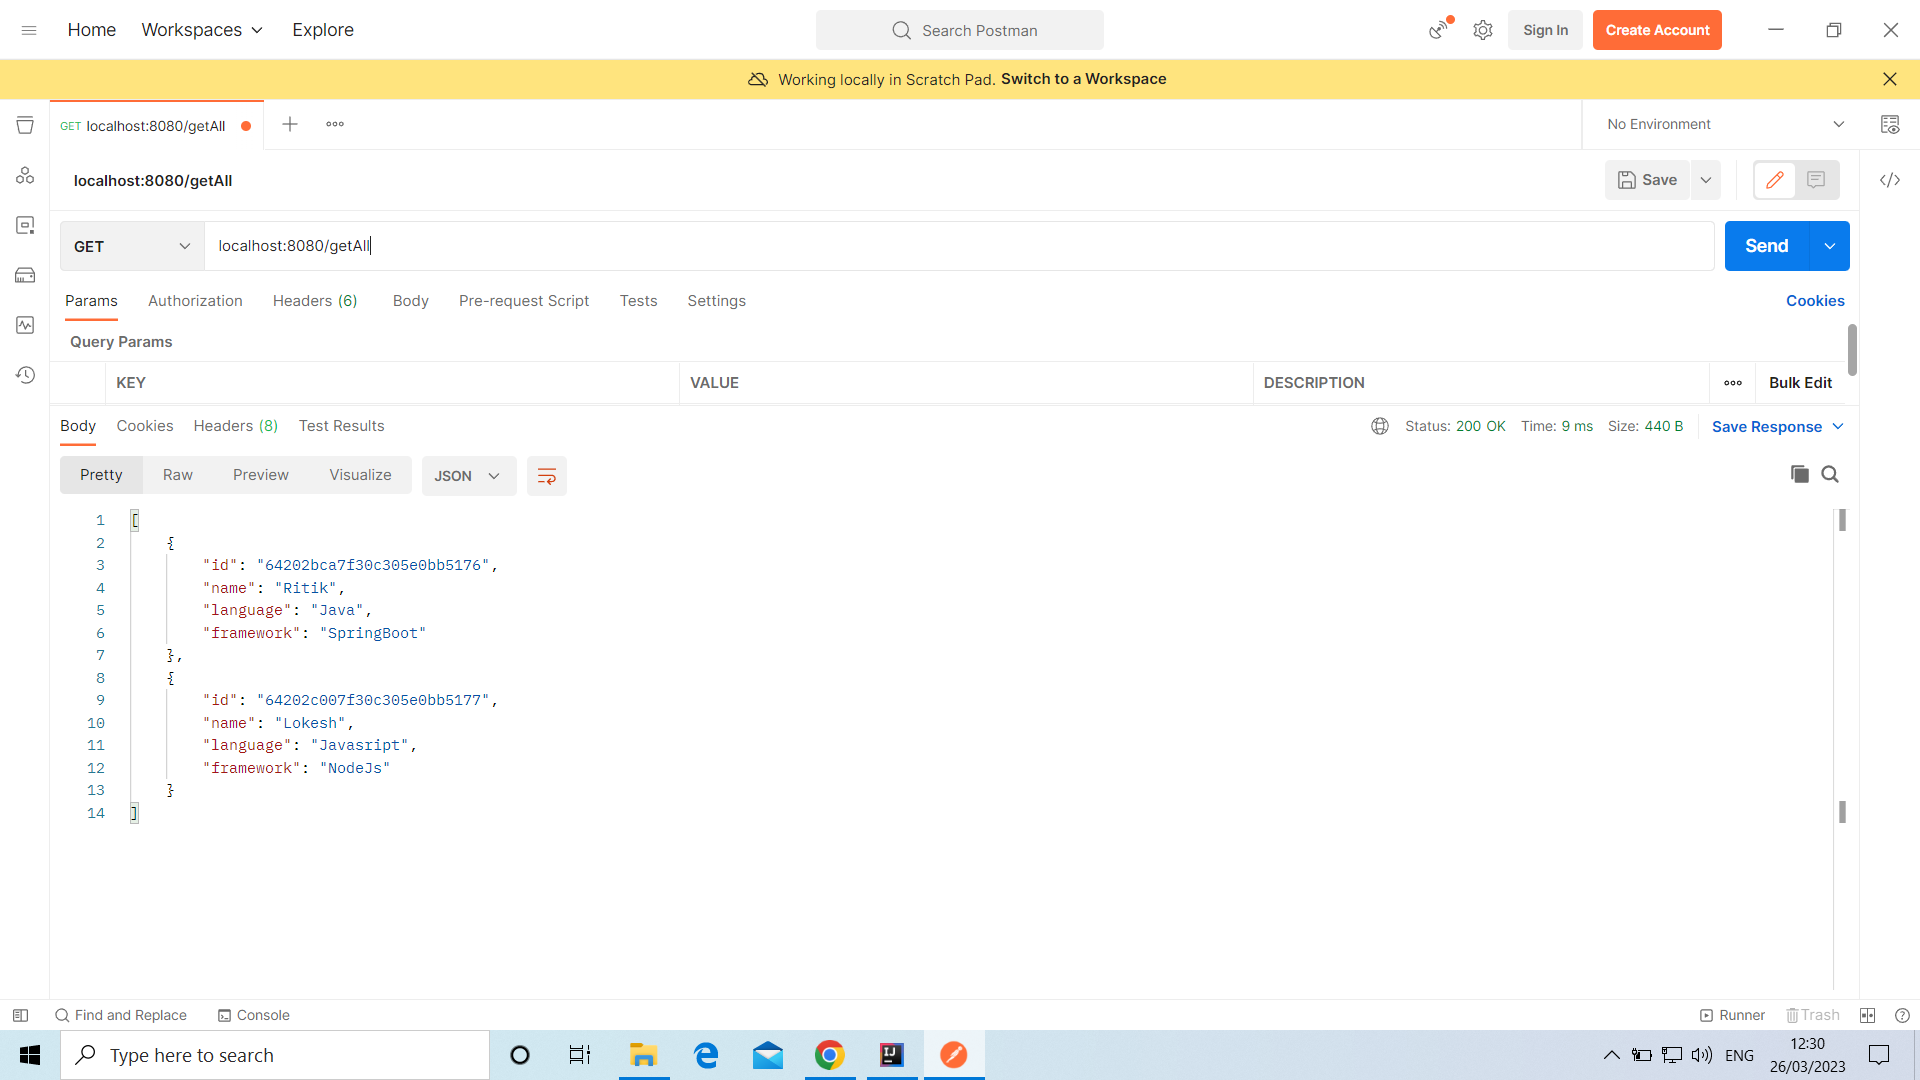 Home Workspaces Explore Search Postman Sign In Create Account
Working locally in Scratch Pad. Switch to a Workspace
GET localhost:8080/getAll No Environment
localhost:8080/getAll Save
GET localhost:8080/getAll Send
Params Authorization Headers (6) Body Pre-request Script Tests Settings Cookies
Query Params
KEY VALUE DESCRIPTION Bulk Edit
Body Cookies Headers (8) Test Results Status: 200 OK Time: 9 ms Size: 440 B Save Response
Pretty Raw Preview Visualize JSON
1 [
2 {
3 "id": "64202bca7f30c305e0bb5176",
4 "name": "Ritik",
5 "language": "Java",
6 "framework": "SpringBoot"
7 },
8 {
9 "id": "64202c007f30c305e0bb5177",
10 "name": "Lokesh",
11 "language": "Javasript",
12 "framework": "NodeJs"
13 }
14 ]
Find and Replace Console Runner Trash
Type here to search IJ ENG 12:30
26/03/2023